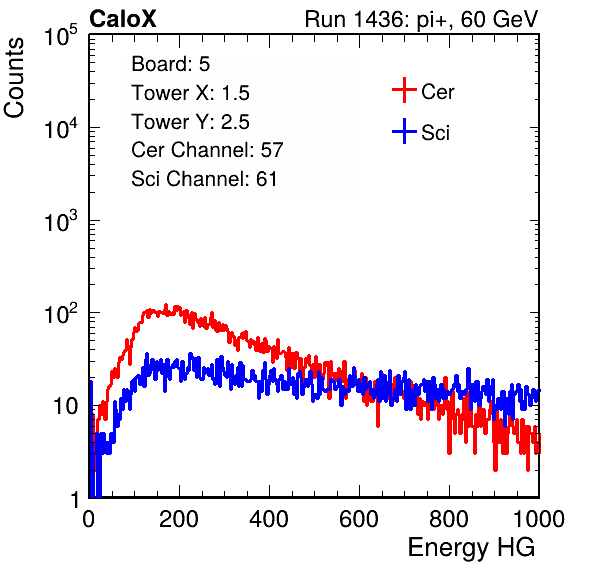 CaloX Run 1436: pi+, 60 GeV
Counts
10^5
10^4
10^3
10^2
10
1
Board: 5
Tower X: 1.5
Tower Y: 2.5
Cer Channel: 57
Sci Channel: 61
Cer
Sci
0 200 400 600 800 1000
Energy HG